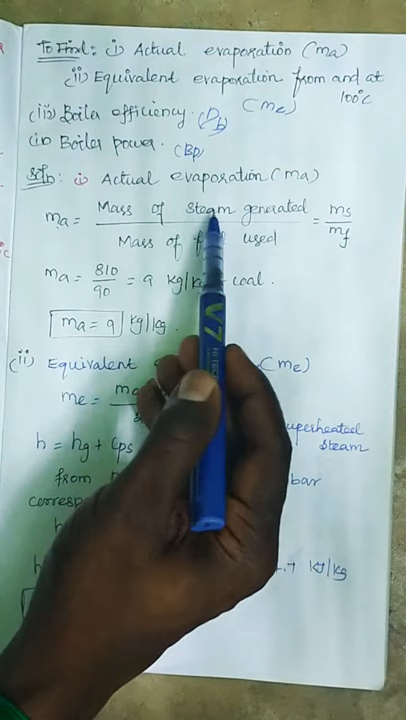 To Find: i) Actual evaporation (ma)
ii) Equivalent evaporation from and at 100°c
(me)
(iii) Boiler efficiency.
(iv) Boiler power. (Bp)
Soln: i) Actual evaporation (ma)
ma = Mass of steam generated / Mass of used = ms / mf
ma = 810 / 90 = 9 kg/ coal.
ma = 9 kg/kg.
(ii) Equivalent (me)
me =
h = hg + Cps superheated steam
from bar
h
kJ/kg
V7